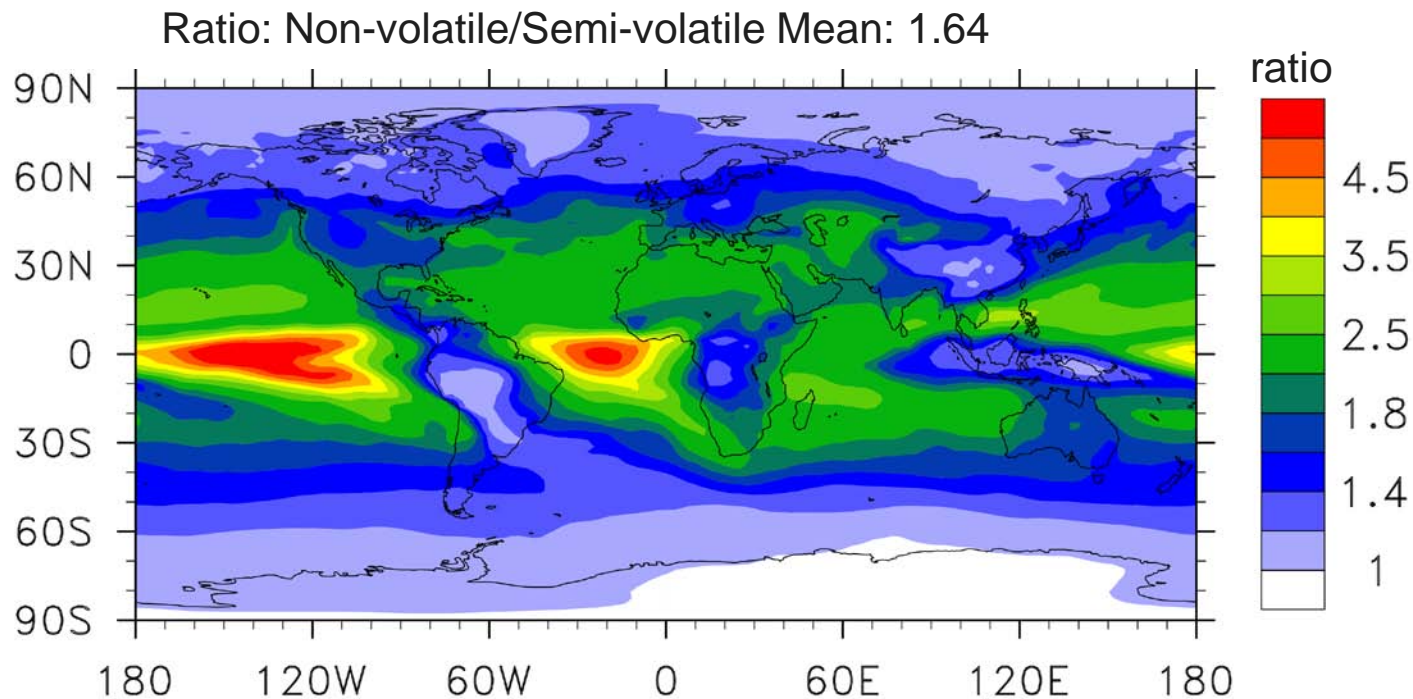 Ratio: Non-volatile/Semi-volatile Mean: 1.64
ratio
90N
60N
30N
0
30S
60S
90S
180 120W 60W 0 60E 120E 180
4.5
3.5
2.5
1.8
1.4
1